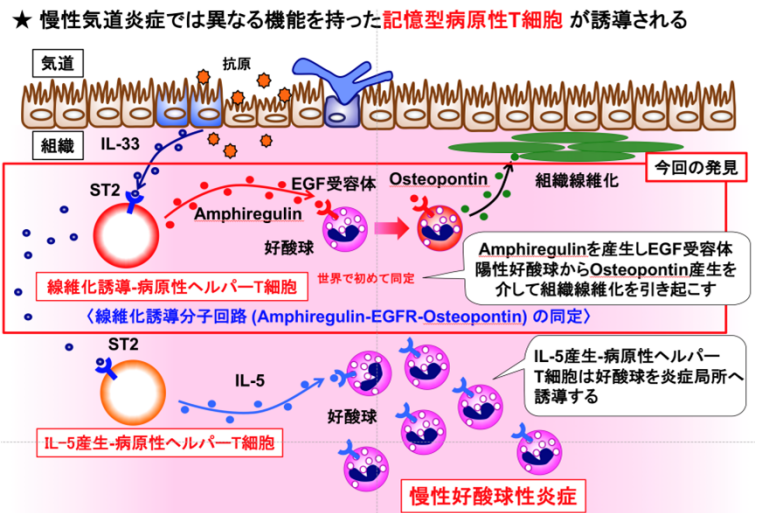 ★ 慢性気道炎症では異なる機能を持った記憶型病原性T細胞 が誘導される
気道
抗原
組織
IL-33
今回の発見
ST2
Amphiregulin
EGF受容体
好酸球
Osteopontin
組織線維化
線維化誘導-病原性ヘルパーT細胞
世界で初めて同定
Amphiregulinを産生しEGF受容体
陽性好酸球からOsteopontin産生を
介して組織線維化を引き起こす
〈線維化誘導分子回路 (Amphiregulin-EGFR-Osteopontin) の同定〉
ST2
IL-5
好酸球
IL-5産生-病原性ヘルパー
T細胞は好酸球を炎症局所へ
誘導する
IL-5産生-病原性ヘルパーT細胞
慢性好酸球性炎症